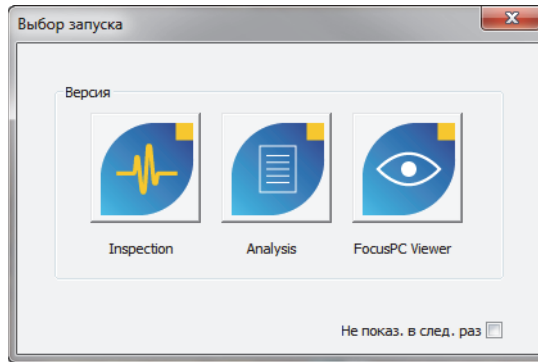 Выбор запуска
Версия
Inspection Analysis FocusPC Viewer
Не показ. в след. раз